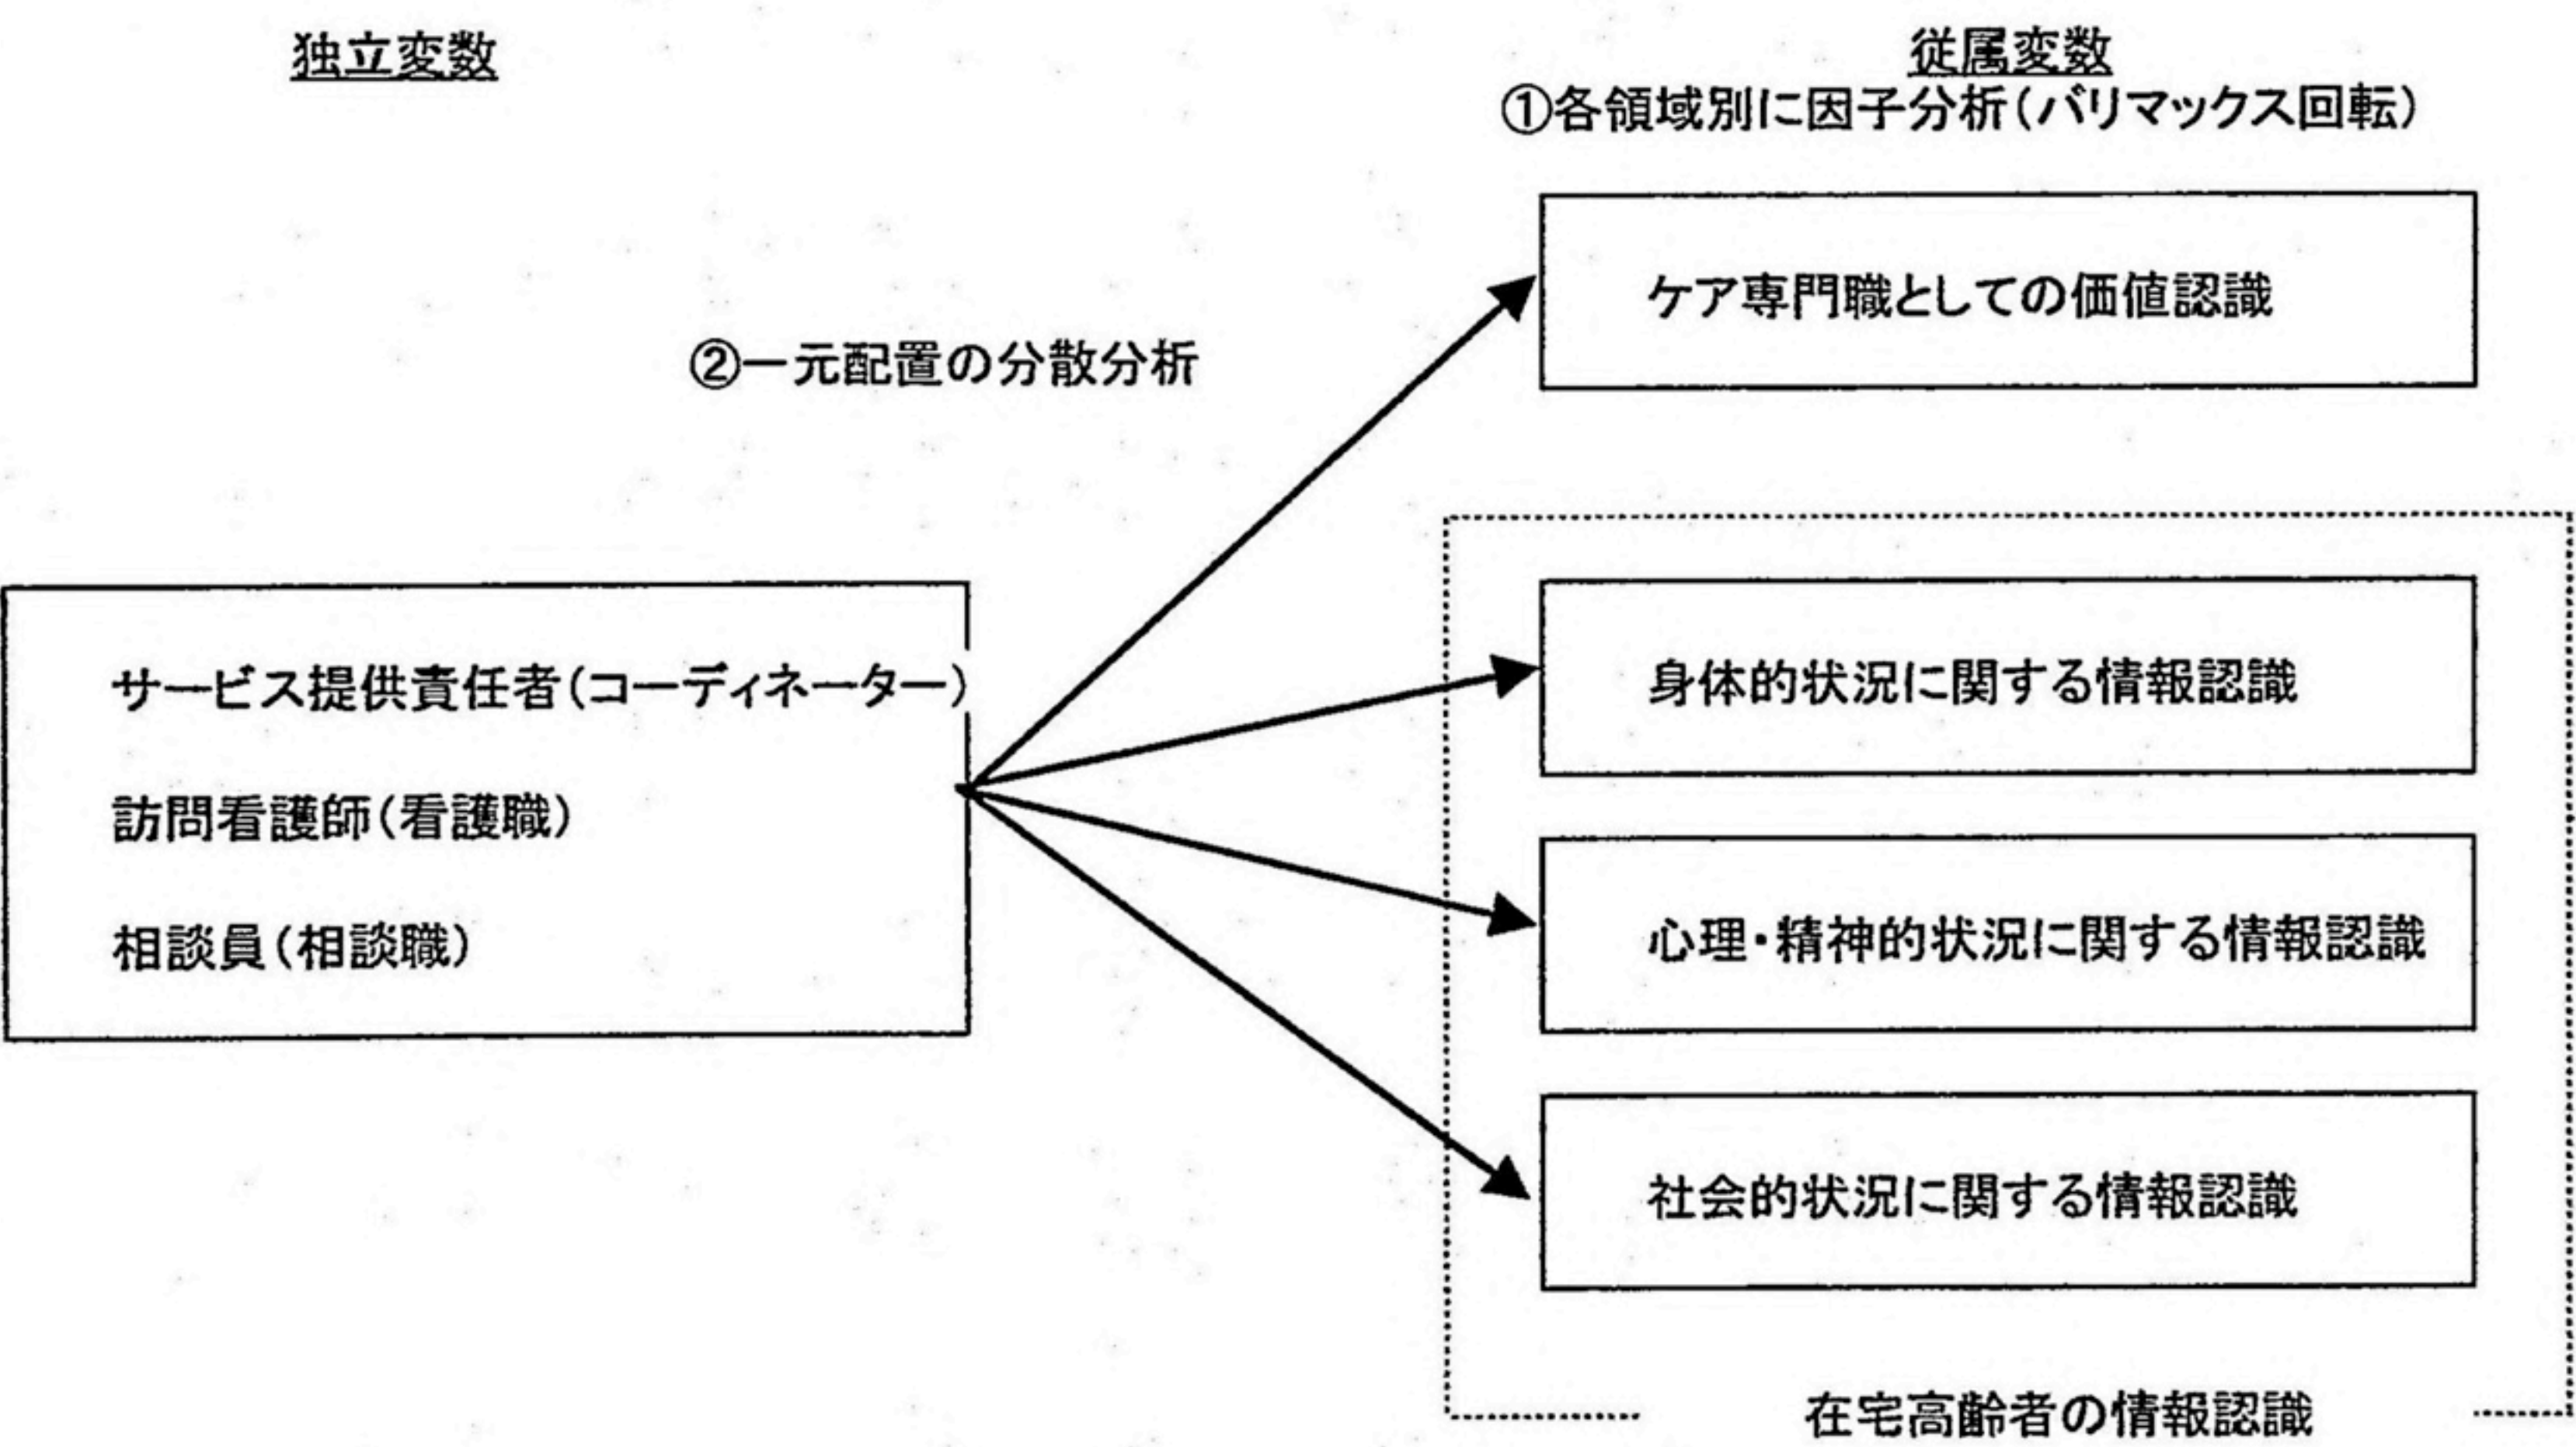 独立変数
従属変数
①各領域別に因子分析(バリマックス回転)
ケア専門職としての価値認識
②一元配置の分散分析
サービス提供責任者(コーディネーター)
訪問看護師(看護職)
相談員(相談職)
身体的状況に関する情報認識
心理・精神的状況に関する情報認識
社会的状況に関する情報認識
在宅高齢者の情報認識